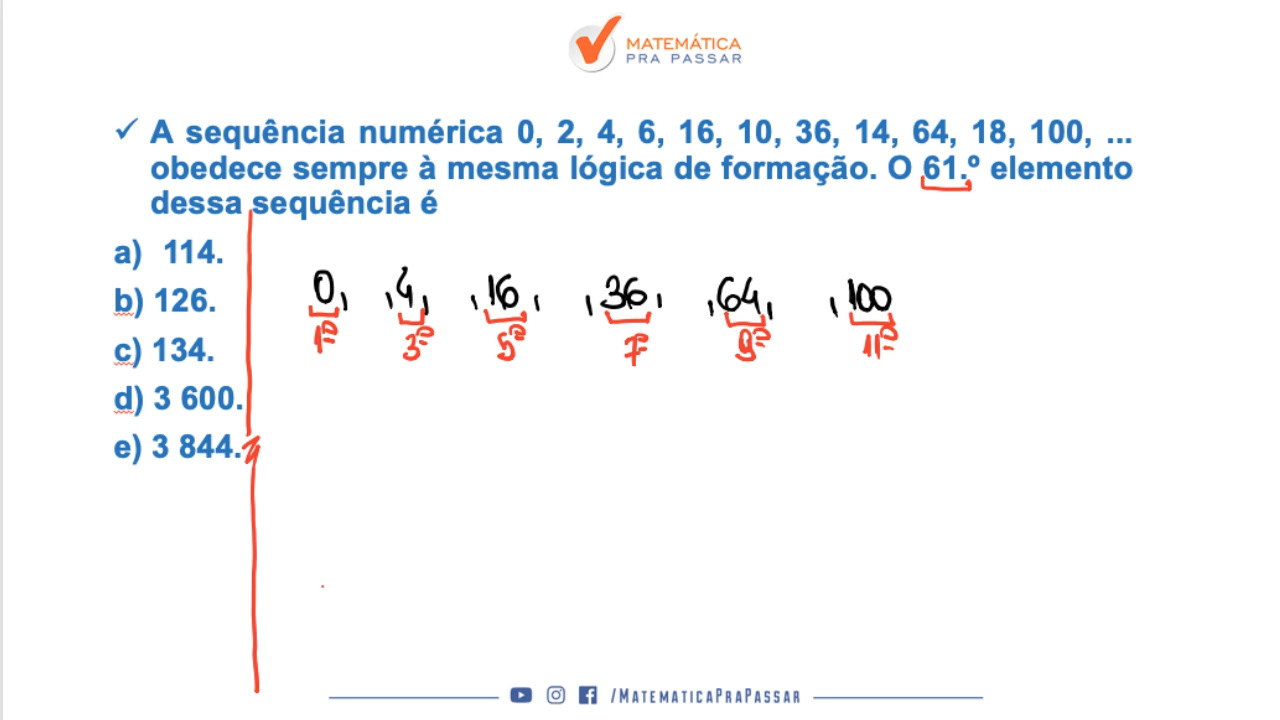 MATEMÁTICA
PRA PASSAR
✓ A sequência numérica 0, 2, 4, 6, 16, 10, 36, 14, 64, 18, 100, ...
obedece sempre à mesma lógica de formação. O 61.º elemento
dessa sequência é
a) 114.
b) 126.
c) 134.
d) 3 600.
e) 3 844.
0, , 4, , 16, , 36, , 64, , 100
1º 3º 5º 7º 9º 11º
/MATEMATICAPRAPASSAR